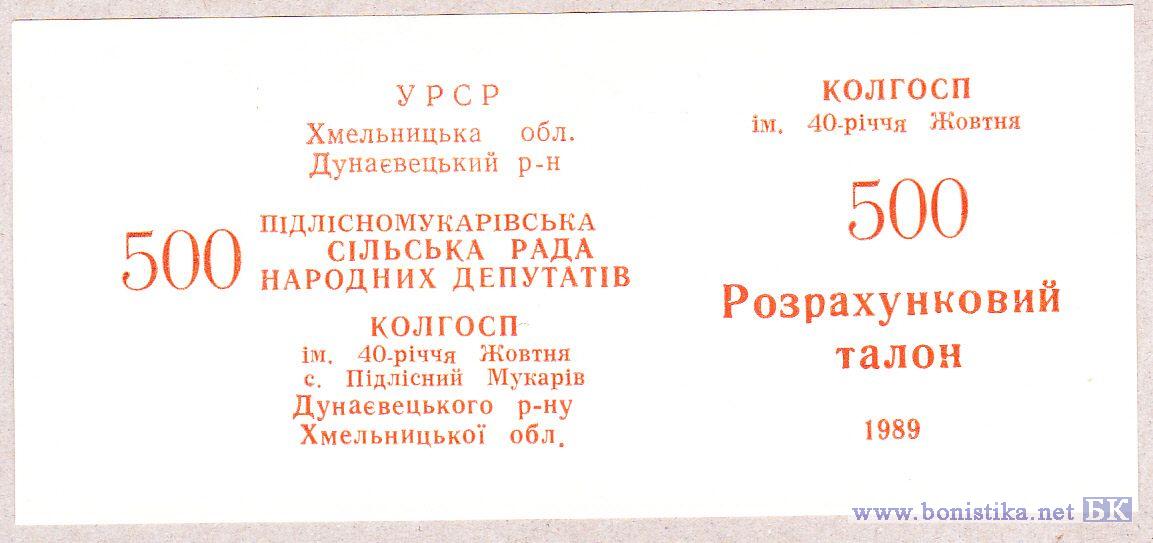 УРСР
Хмельницька обл.
Дунаєвецький р-н
500
ПІДЛІСНОМУКАРІВСЬКА
СІЛЬСЬКА РАДА
НАРОДНИХ ДЕПУТАТІВ
КОЛГОСП
ім. 40-річчя Жовтня
с. Підлісний Мукарів
Дунаєвецького р-ну
Хмельницької обл.
КОЛГОСП
ім. 40-річчя Жовтня
500
Розрахунковий
талон
1989
www.bonistika.net БК